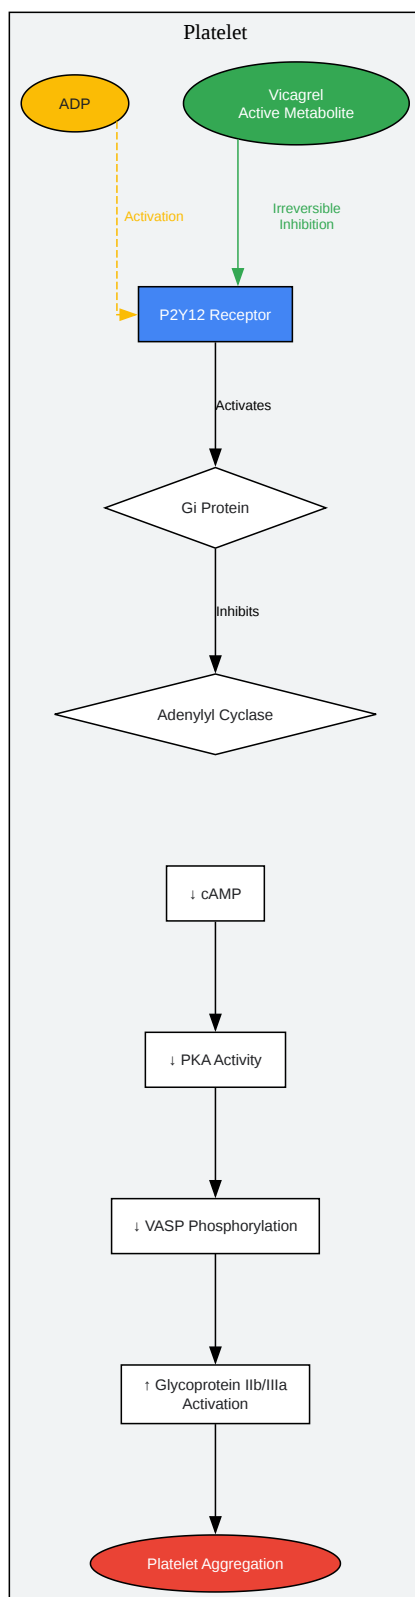 Platelet
ADP
Vicagrel
Active Metabolite
Activation
Irreversible
Inhibition
P2Y12 Receptor
Activates
Gi Protein
Inhibits
Adenylyl Cyclase
↓ cAMP
↓ PKA Activity
↓ VASP Phosphorylation
↑ Glycoprotein IIb/IIIa
Activation
Platelet Aggregation